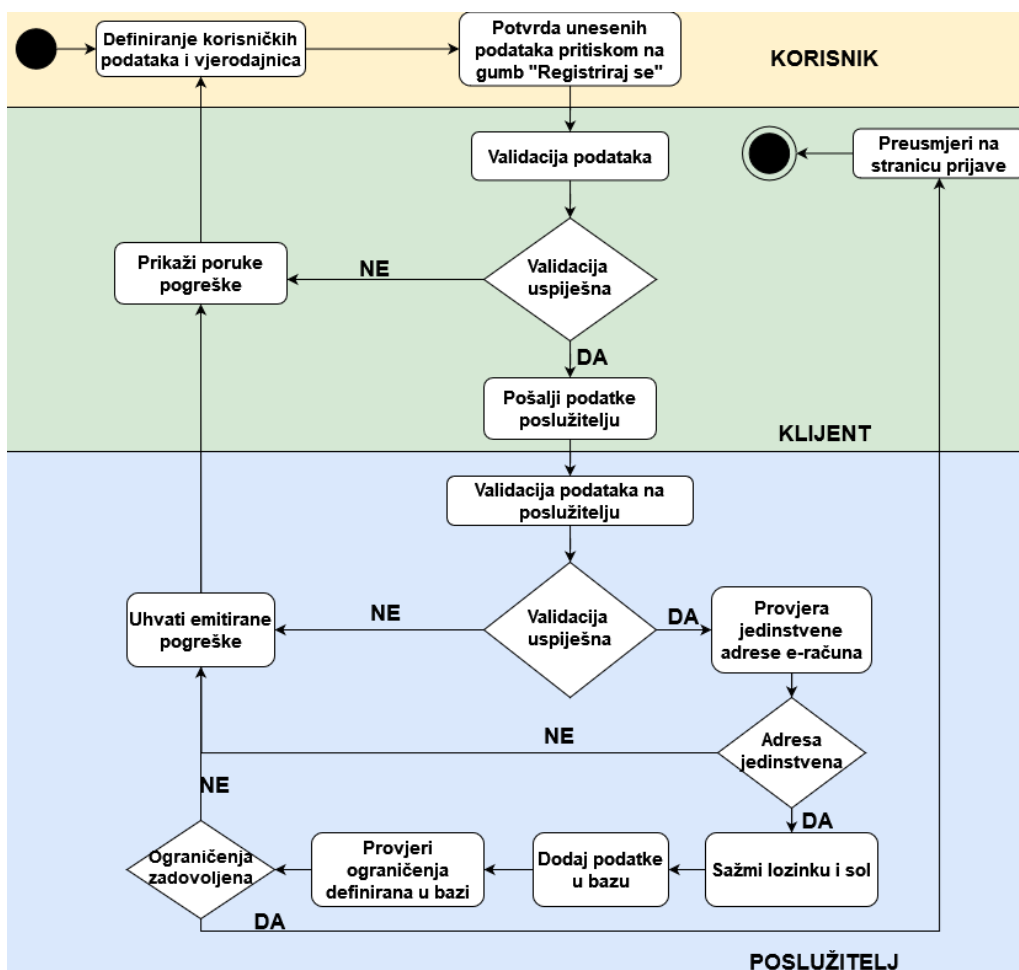 Definiranje korisničkih
podataka i vjerodajnica
Potvrda unesenih
podataka pritiskom na
gumb "Registriraj se"
KORISNIK
Validacija podataka
Preusmjeri na
stranicu prijave
Prikaži poruke
pogreške
NE
Validacija
uspiješna
DA
Pošalji podatke
poslužitelju
KLIJENT
Validacija podataka na
poslužitelju
Uhvati emitirane
pogreške
NE
Validacija
uspiješna
DA
Provjera
jedinstvene
adrese e-računa
NE
Adresa
jedinstvena
NE
DA
Ograničenja
zadovoljena
Provjeri
ograničenja
definirana u bazi
Dodaj podatke
u bazu
Sažmi lozinku i sol
DA
POSLUŽITELJ